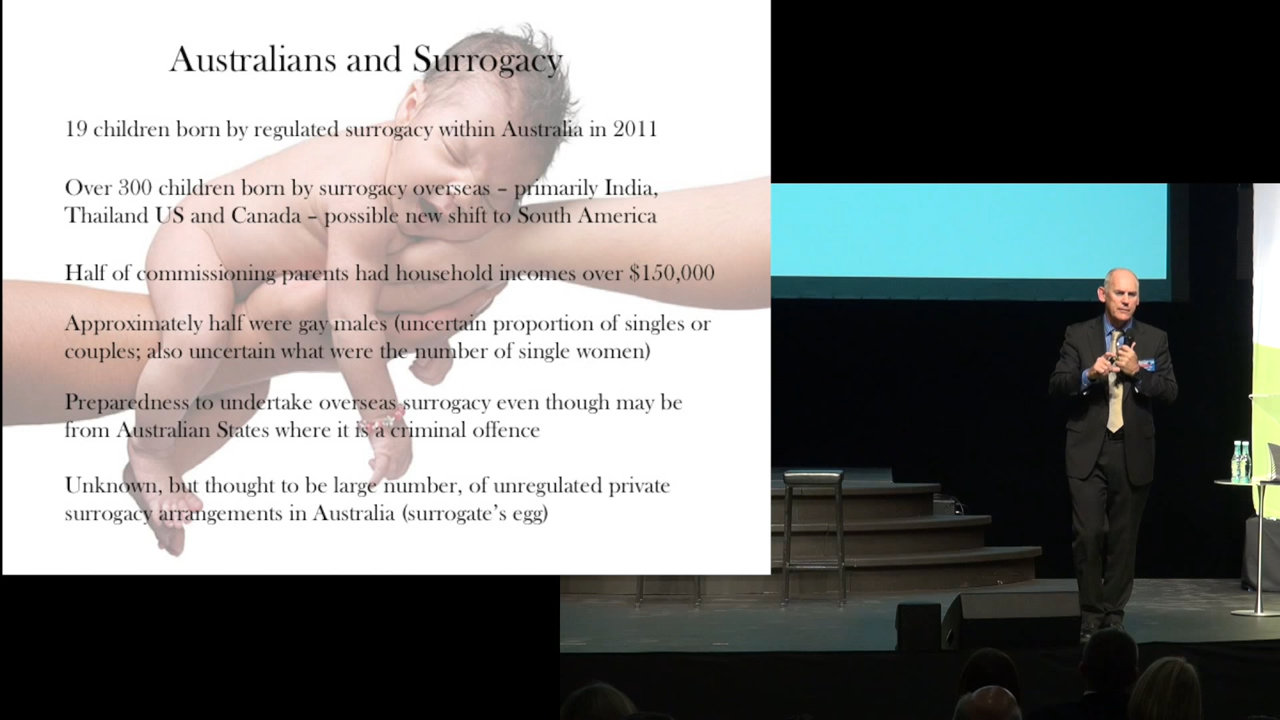 Australians and Surrogacy
19 children born by regulated surrogacy within Australia in 2011
Over 300 children born by surrogacy overseas – primarily India,
Thailand US and Canada – possible new shift to South America
Half of commissioning parents had household incomes over $150,000
Approximately half were gay males (uncertain proportion of singles or
couples; also uncertain what were the number of single women)
Preparedness to undertake overseas surrogacy even though may be
from Australian States where it is a criminal offence
Unknown, but thought to be large number, of unregulated private
surrogacy arrangements in Australia (surrogate’s egg)